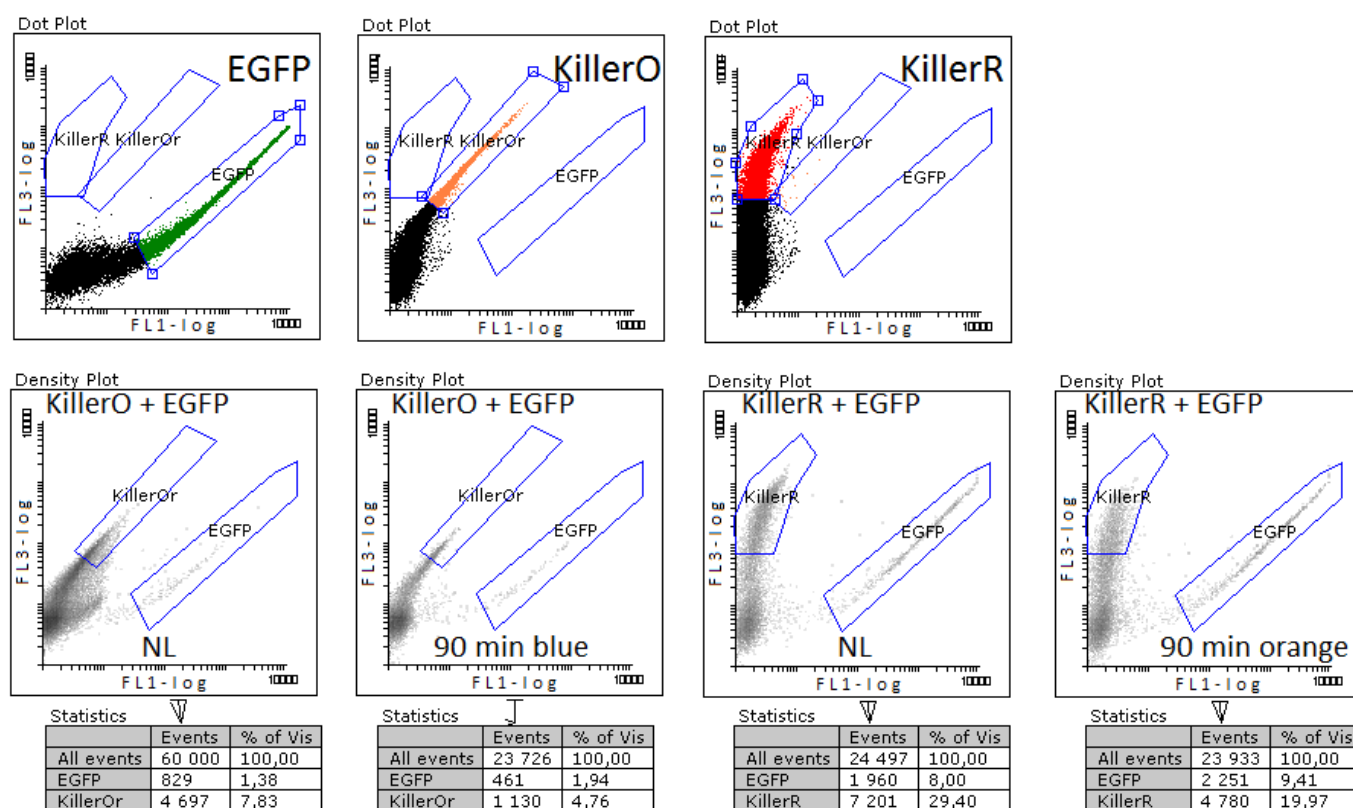 Dot Plot
EGFP
KillerR KillerOr
EGFP
FL3-log
FL1-log
Dot Plot
KillerO
KillerR KillerOr
EGFP
FL3-log
FL1-log
Dot Plot
KillerR
KillerR KillerOr
EGFP
FL3-log
FL1-log
Density Plot
KillerO + EGFP
KillerOr
EGFP
FL3-log
NL
FL1-log
Density Plot
KillerO + EGFP
KillerOr
EGFP
FL3-log
90 min blue
FL1-log
Density Plot
KillerR + EGFP
KillerR
EGFP
FL3-log
NL
FL1-log
Density Plot
KillerR + EGFP
KillerR
EGFP
FL3-log
90 min orange
FL1-log
Statistics
Events % of Vis
All events 60 000 100,00
EGFP 829 1,38
KillerOr 4 697 7,83
Statistics
Events % of Vis
All events 23 726 100,00
EGFP 461 1,94
KillerOr 1 130 4,76
Statistics
Events % of Vis
All events 24 497 100,00
EGFP 1 960 8,00
KillerR 7 201 29,40
Statistics
Events % of Vis
All events 23 933 100,00
EGFP 2 251 9,41
KillerR 4 780 19,97